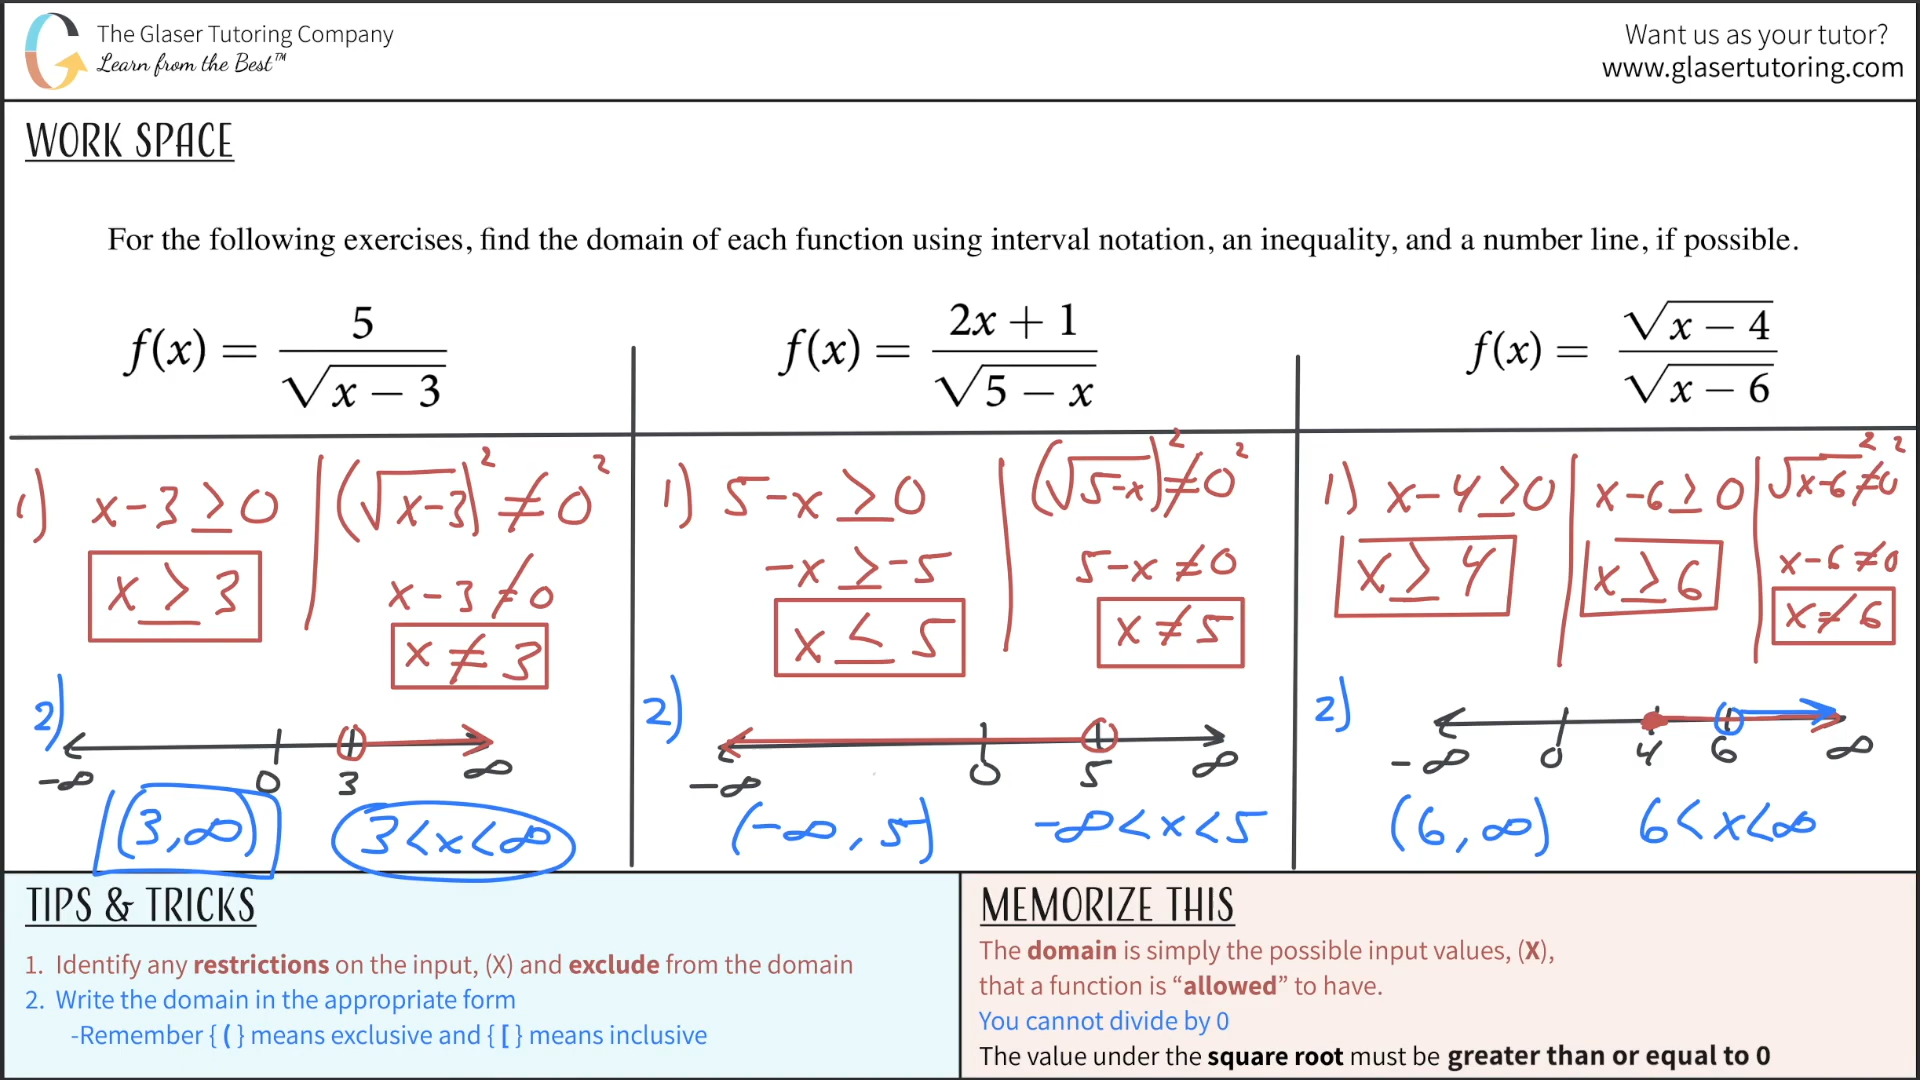 The Glaser Tutoring Company
Learn from the Best™
Want us as your tutor?
www.glasertutoring.com
WORK SPACE
For the following exercises, find the domain of each function using interval notation, an inequality, and a number line, if possible.
f(x) = 5 / √(x − 3)
f(x) = (2x + 1) / √(5 − x)
f(x) = √(x − 4) / √(x − 6)
1) x-3 ≥ 0 | (√x-3)² ≠ 0²
x ≥ 3
x-3 ≠ 0
x ≠ 3
2)
-∞ 0 3 ∞
(3,∞) 3<x<∞
1) 5-x ≥ 0 | (√5-x)² ≠ 0²
-x ≥ -5
5-x ≠ 0
x ≤ 5
x ≠ 5
2)
-∞ 0 5 ∞
(-∞, 5) -∞<x<5
1) x-4 ≥ 0 | x-6 ≥ 0 | √x-6² ≠ 0²
x ≥ 4
x ≥ 6
x-6 ≠ 0
x ≠ 6
2)
-∞ 0 4 6 ∞
(6, ∞) 6<x<∞
TIPS & TRICKS
1. Identify any restrictions on the input, (X) and exclude from the domain
2. Write the domain in the appropriate form
-Remember { ( } means exclusive and { [ } means inclusive
MEMORIZE THIS
The domain is simply the possible input values, (X),
that a function is “allowed” to have.
You cannot divide by 0
The value under the square root must be greater than or equal to 0